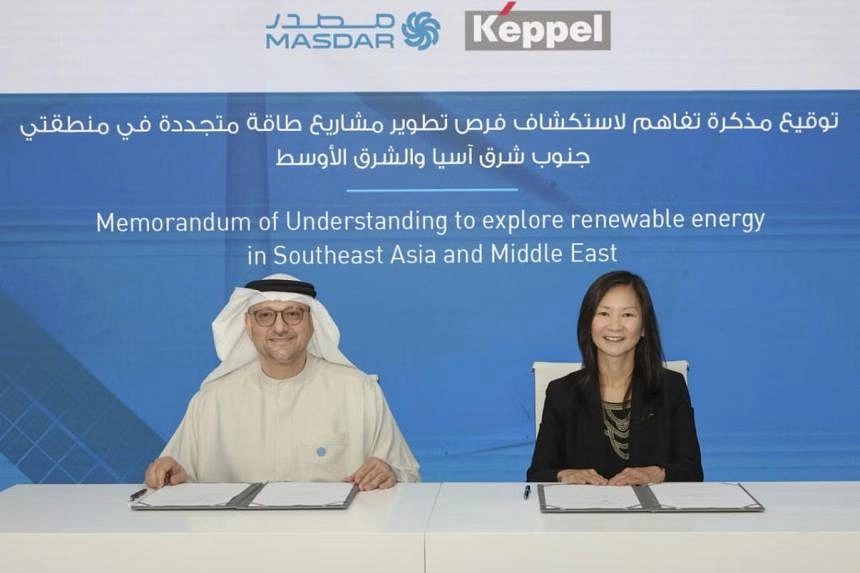 مصدر
MASDAR
Keppel
توقيع مذكرة تفاهم لاستكشاف فرص تطوير مشاريع طاقة متجددة في منطقتي
جنوب شرق آسيا والشرق الأوسط
Memorandum of Understanding to explore renewable energy
in Southeast Asia and Middle East